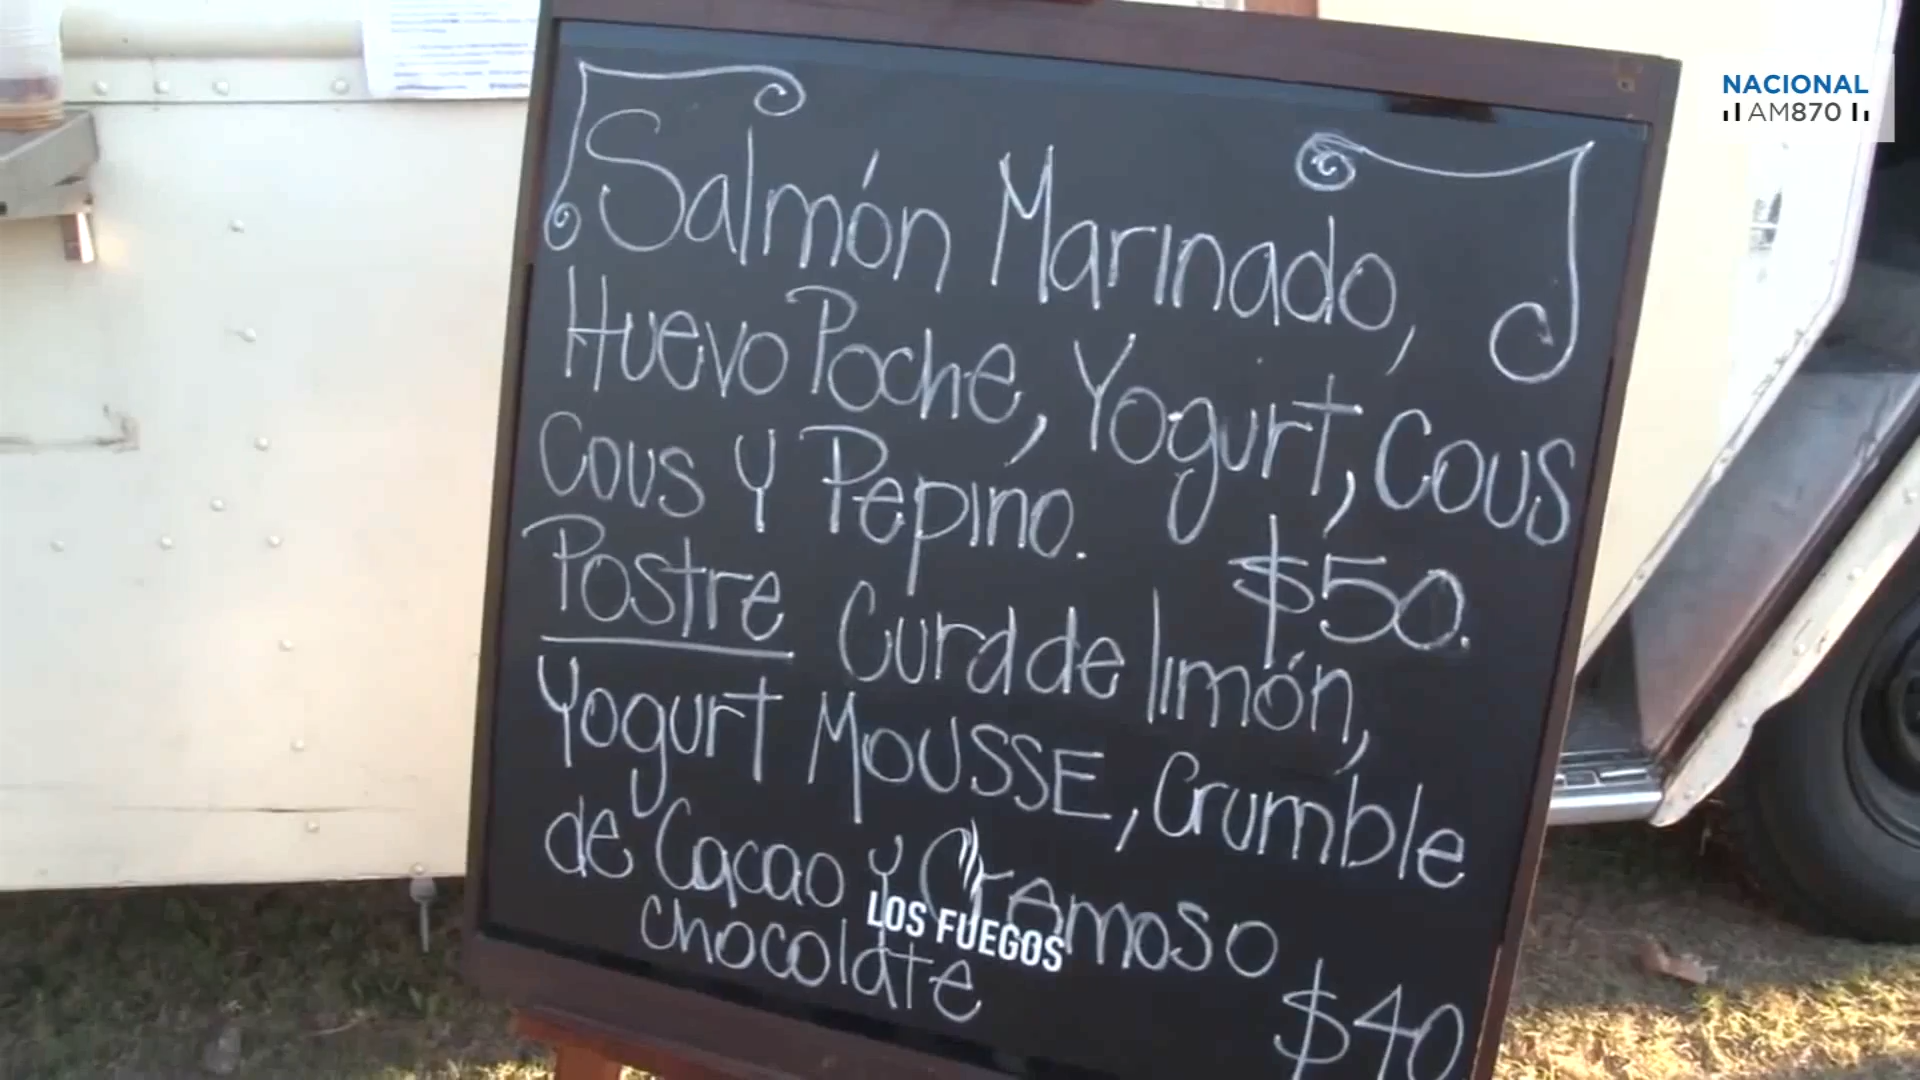 NACIONAL
AM870
Salmón Marinado,
Huevo Poche, Yogurt, Cous
Cous y Pepino.
$50.
Postre Curd de limón,
Yogurt MOUSSE, Crumble
de Cacao y Cremoso
chocolate
$40
LOS FUEGOS